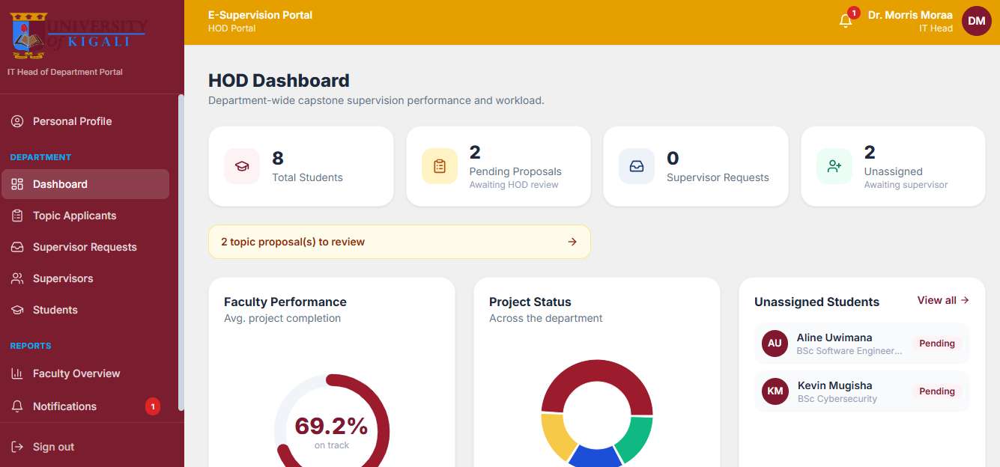 UNIVERSITY
of KIGALI
IT Head of Department Portal
Personal Profile
DEPARTMENT
Dashboard
Topic Applicants
Supervisor Requests
Supervisors
Students
REPORTS
Faculty Overview
Notifications 1
Sign out
E-Supervision Portal
HOD Portal
1
Dr. Morris Moraa
IT Head
DM
HOD Dashboard
Department-wide capstone supervision performance and workload.
8
Total Students
2
Pending Proposals
Awaiting HOD review
0
Supervisor Requests
2
Unassigned
Awaiting supervisor
2 topic proposal(s) to review
Faculty Performance
Avg. project completion
69.2%
on track
Project Status
Across the department
Unassigned Students
View all
AU
Aline Uwimana
BSc Software Engineer...
Pending
KM
Kevin Mugisha
BSc Cybersecurity
Pending